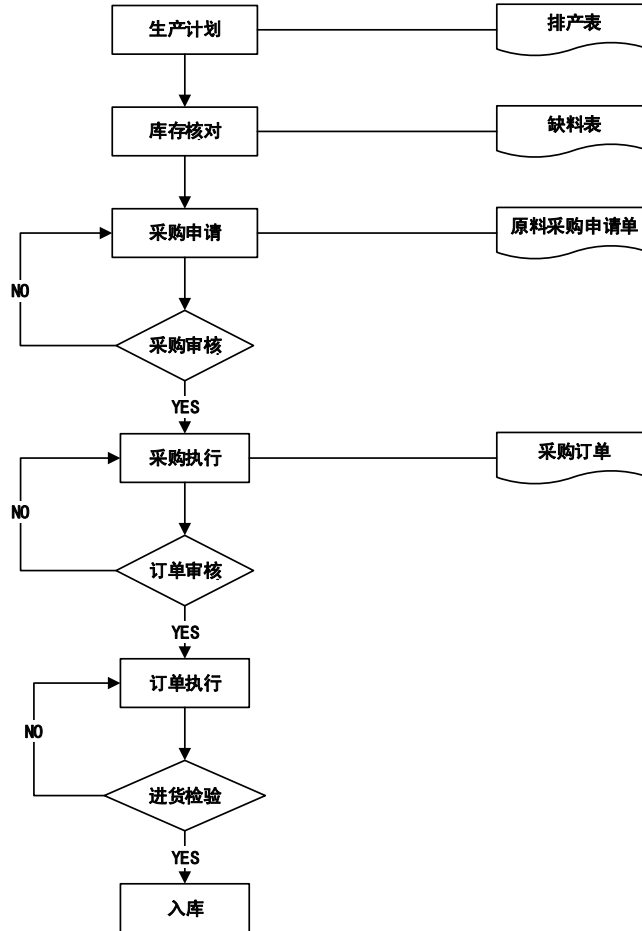 生产计划
排产表
库存核对
缺料表
采购申请
原料采购申请单
NO
采购审核
YES
采购执行
采购订单
NO
订单审核
YES
订单执行
NO
进货检验
YES
入库